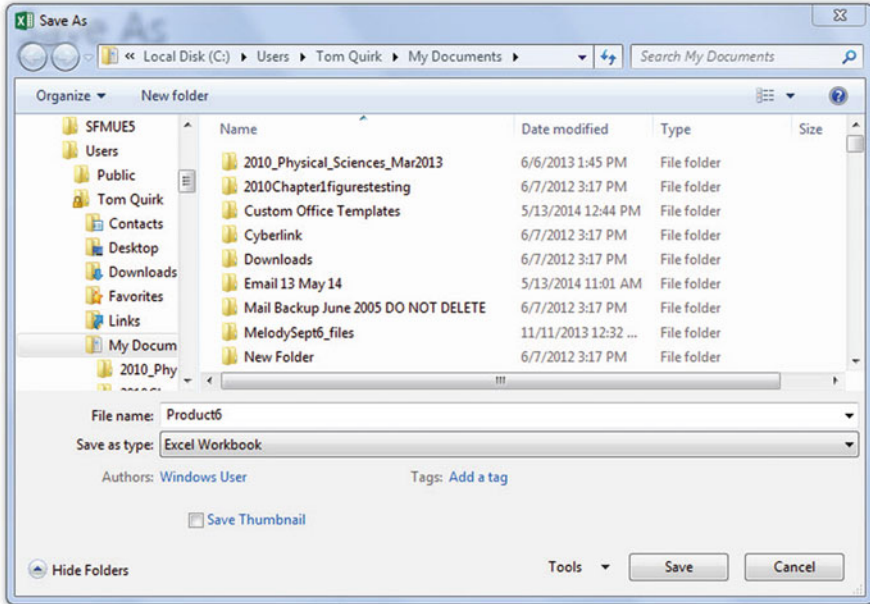 Save As
Save As
« Local Disk (C:) Users Tom Quirk My Documents Search My Documents
Organize New folder
SFMUE5
Users
Public
Tom Quirk
Contacts
Desktop
Downloads
Favorites
Links
My Docum
2010_Phy
Name Date modified Type Size
2010_Physical_Sciences_Mar2013 6/6/2013 1:45 PM File folder
2010Chapter1figurestesting 6/7/2012 3:17 PM File folder
Custom Office Templates 5/13/2014 12:44 PM File folder
Cyberlink 6/7/2012 3:17 PM File folder
Downloads 6/7/2012 3:17 PM File folder
Email 13 May 14 5/13/2014 11:01 AM File folder
Mail Backup June 2005 DO NOT DELETE 6/7/2012 3:17 PM File folder
MelodySept6_files 11/11/2013 12:32 ... File folder
New Folder 6/7/2012 3:17 PM File folder
File name: Product6
Save as type: Excel Workbook
Authors: Windows User Tags: Add a tag
Save Thumbnail
Hide Folders Tools Save Cancel